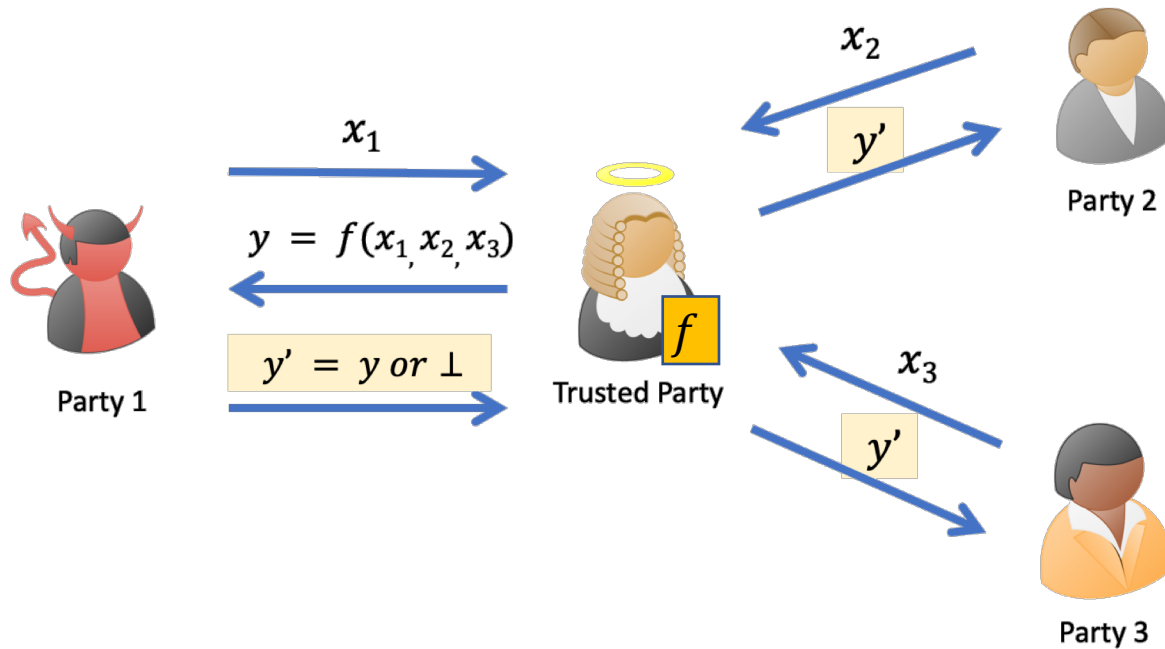 x₂
x₁
y'
Party 2
y = f(x₁, x₂, x₃)
f
y' = y or ⊥
x₃
Party 1
Trusted Party
y'
Party 3